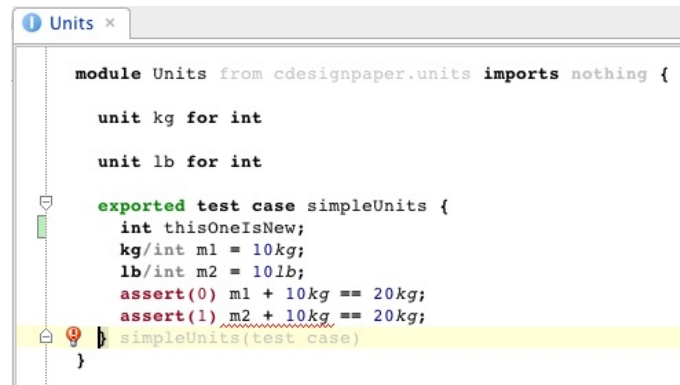 Units ×
module Units from cdesignpaper.units imports nothing {
unit kg for int
unit lb for int
exported test case simpleUnits {
int thisOneIsNew;
kg/int m1 = 10kg;
lb/int m2 = 10lb;
assert(0) m1 + 10kg == 20kg;
assert(1) m2 + 10kg == 20kg;
} simpleUnits(test case)
}